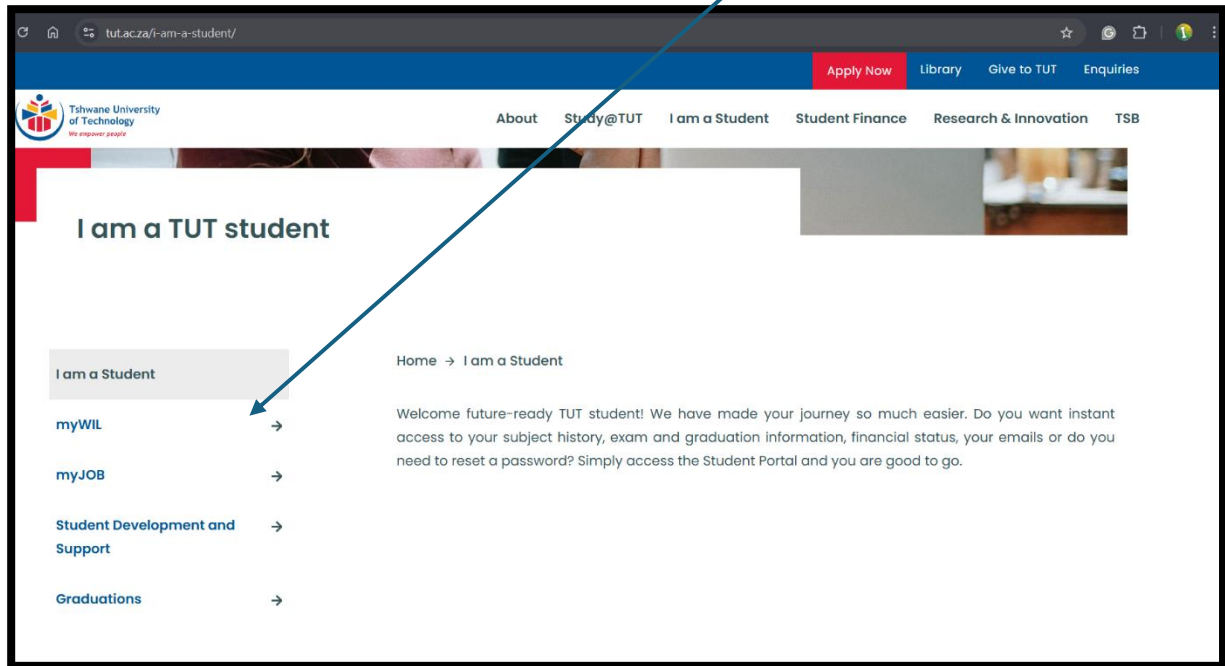 tut.ac.za/i-am-a-student/
Apply Now Library Give to TUT Enquiries
Tshwane University
of Technology
We empower people
About Study@TUT I am a Student Student Finance Research & Innovation TSB
I am a TUT student
I am a Student
myWIL →
myJOB →
Student Development and →
Support
Graduations →
Home → I am a Student
Welcome future-ready TUT student! We have made your journey so much easier. Do you want instant
access to your subject history, exam and graduation information, financial status, your emails or do you
need to reset a password? Simply access the Student Portal and you are good to go.